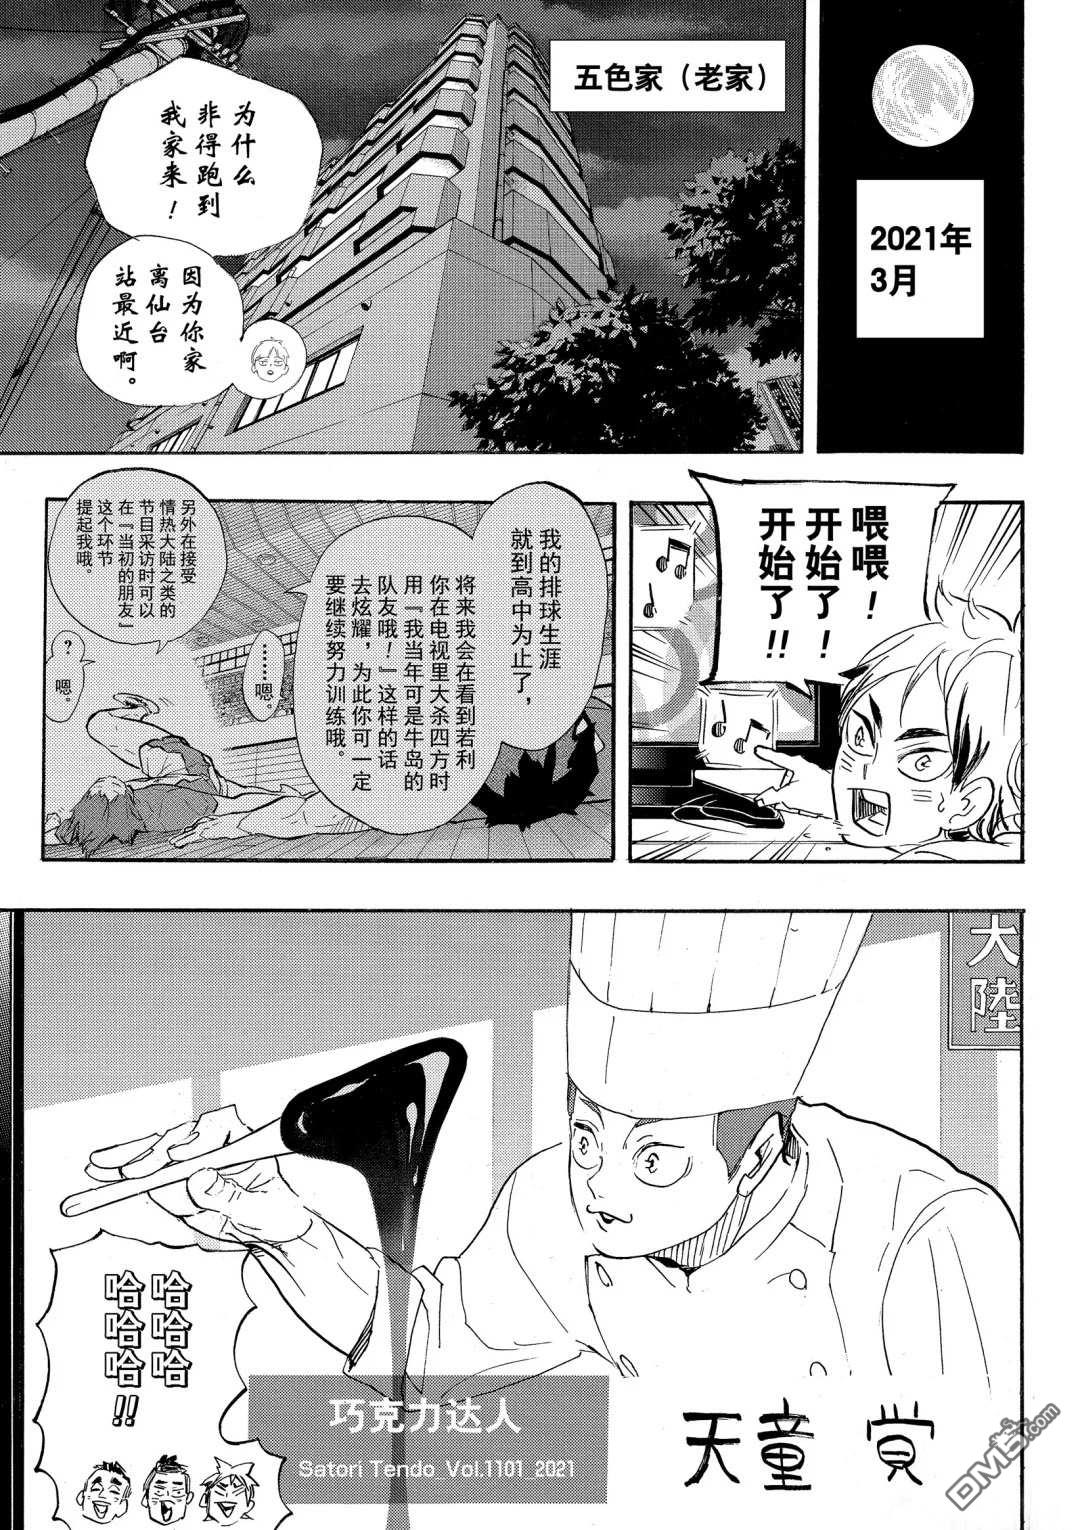 2021年
3月
五色家（老家）
为什么
非得跑到
我家来！
因为你家
离仙台
站最近啊。
喂喂！
开始了！
开始了!!
我的排球生涯
就到高中为止了，
将来我会在看到若利
你在电视里大杀四方时
用『我当年可是牛岛的
队友哦！』这样的话
去炫耀，为此你可一定
要继续努力训练哦。
……嗯。
另外在接受
情热大陆之类的
节目采访时可以
在『当初的朋友』
这个环节
提起我哦。
？
嗯。
大
陸
哈哈哈
哈哈哈!!
巧克力达人
Satori Tendo_Vol.1101_2021
天童 賞
DM5.com